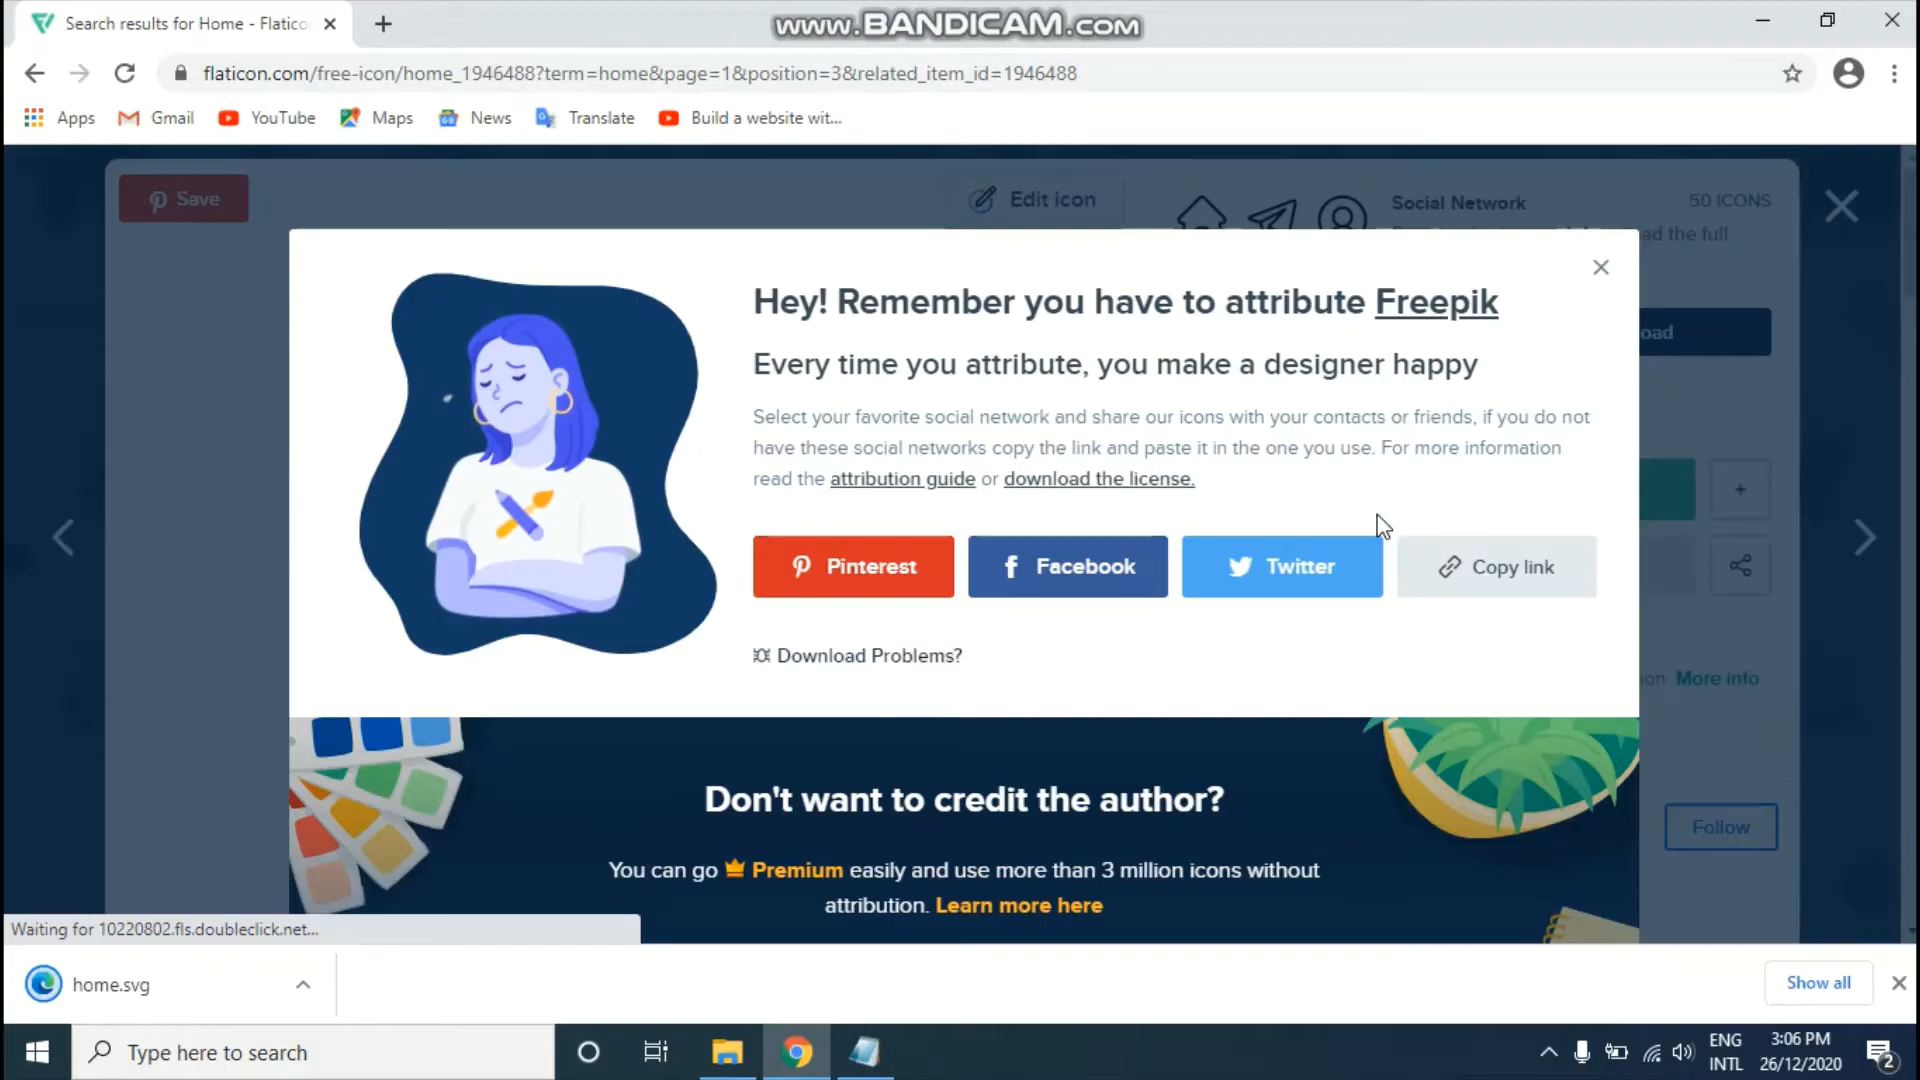 Search results for Home - Flatico
www.BANDICAM.com
flaticon.com/free-icon/home_1946488?term=home&page=1&position=3&related_item_id=1946488
Apps
Gmail
YouTube
Maps
News
Translate
Build a website wit...
Save
Edit icon
Social Network
50 ICONS
ad the full
Hey! Remember you have to attribute Freepik
oad
Every time you attribute, you make a designer happy
Select your favorite social network and share our icons with your contacts or friends, if you do not
have these social networks copy the link and paste it in the one you use. For more information
read the attribution guide or download the license.
Pinterest
Facebook
Twitter
Copy link
Download Problems?
ion. More info
Don't want to credit the author?
Follow
You can go Premium easily and use more than 3 million icons without
attribution. Learn more here
Waiting for 10220802.fls.doubleclick.net...
home.svg
Show all
Type here to search
ENG
INTL
3:06 PM
26/12/2020
2